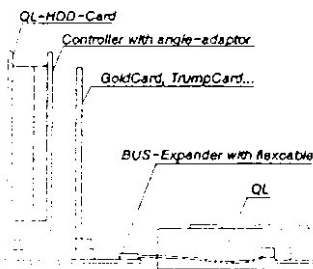 QL-HDD-Card
Controller with angle-adaptor
GoldCard, TrumpCard...
BUS-Expander with flexcable
QL